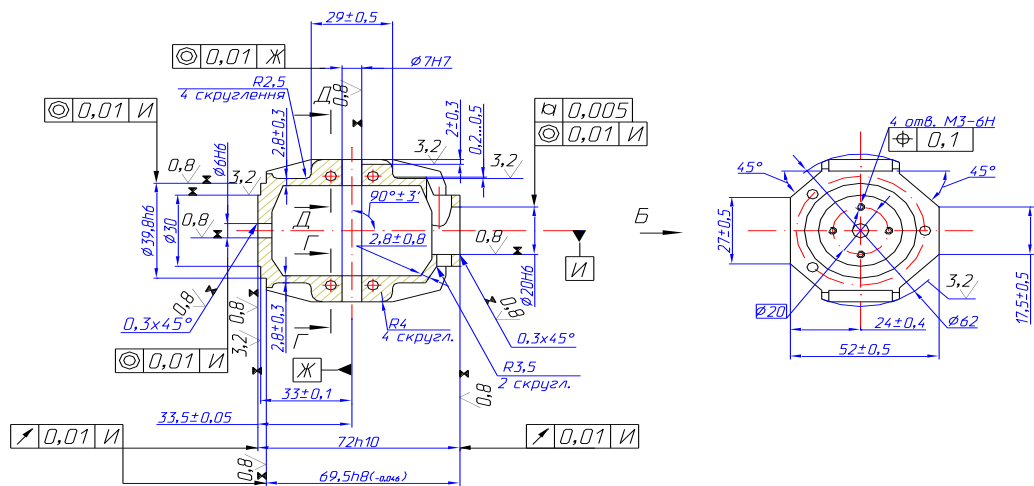 29±0,5
0,01 Ж
Ø7H7
R2,5
4 скруглення
Д
0,8
2,8±0,3
2±0,3
0,2...0,5
0,01 И
0,005
0,01 И
4 отв. М3-6Н
0,1
3,2
3,2
Ø6H6
0,8
3,2
45°
45°
90°±3'
Д
Г
2,8±0,8
0,8
0,8
Ø39,8h6
Ø30
Б
И
Ø20H6
27±0,5
0,8
0,8
0,8
3,2
0,3х45°
2,8±0,3
Г
R4
4 скругл.
0,3х45°
3,2
Ø20
24±0,4
Ø62
17,5±0,5
52±0,5
0,01 И
Ж
R3,5
2 скругл.
33±0,1
0,8
33,5±0,05
0,01 И
72h10
0,01 И
0,8
69,5h8(-0,046)